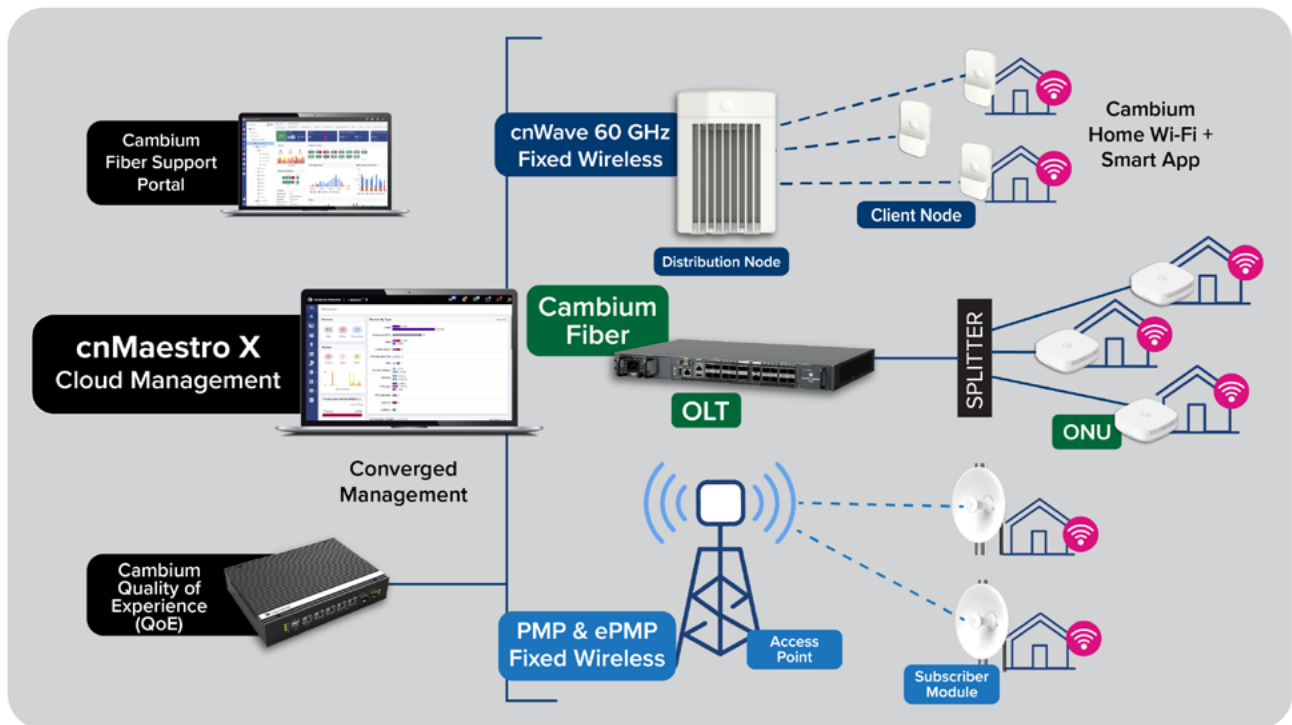 Cambium
Fiber Support
Portal
cnMaestro X
Cloud Management
Converged
Management
Cambium
Quality of
Experience
(QoE)
cnWave 60 GHz
Fixed Wireless
Distribution Node
Client Node
Cambium
Home Wi-Fi +
Smart App
Cambium
Fiber
OLT
SPLITTER
ONU
PMP & ePMP
Fixed Wireless
Access
Point
Subscriber
Module